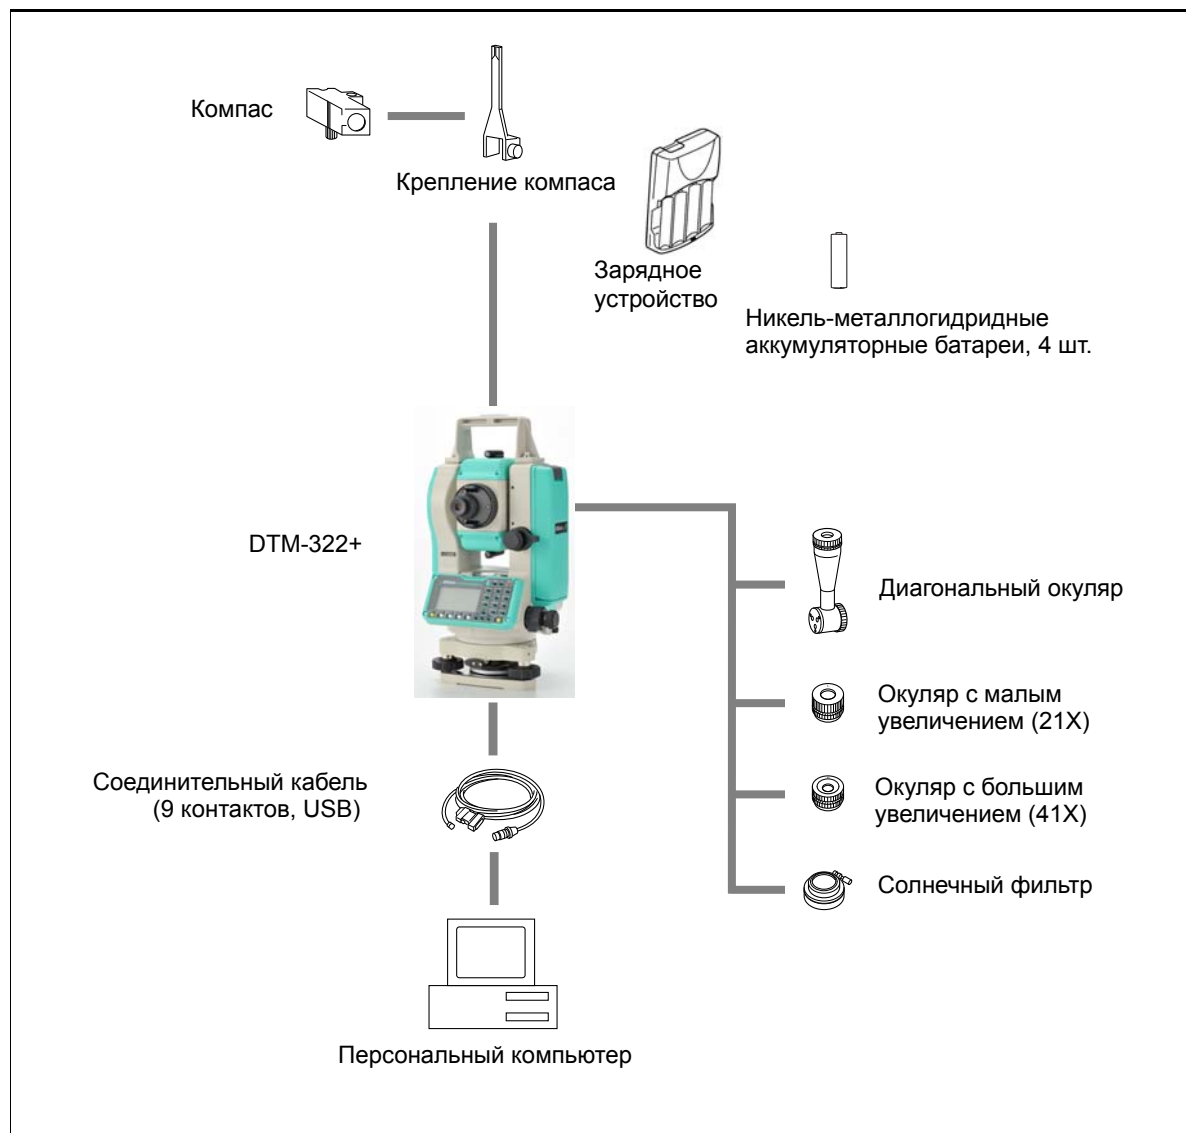 Компас
Крепление компаса
Зарядное
устройство
Никель-металлогидридные
аккумуляторные батареи, 4 шт.
DTM-322+
Диагональный окуляр
Окуляр с малым
увеличением (21X)
Соединительный кабель
(9 контактов, USB)
Окуляр с большим
увеличением (41X)
Солнечный фильтр
Персональный компьютер